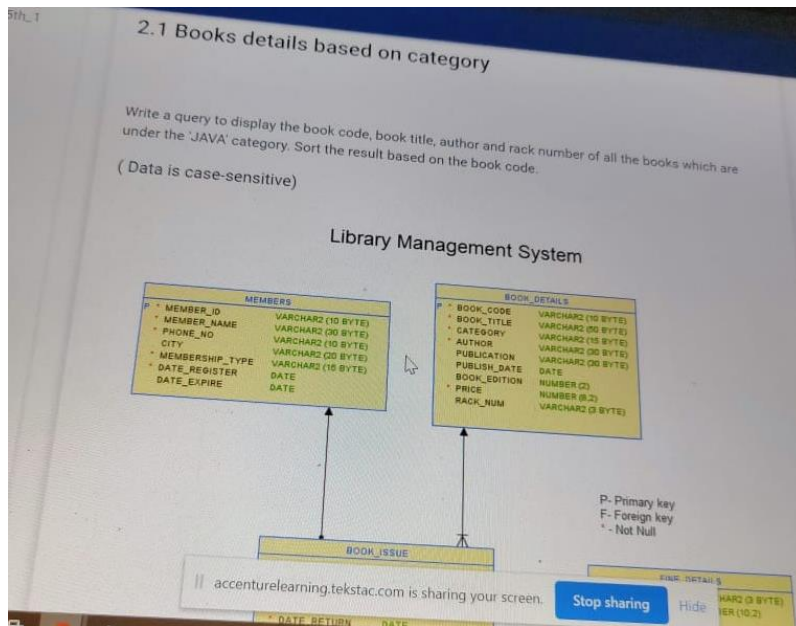 5th_1
2.1 Books details based on category
Write a query to display the book code, book title, author and rack number of all the books which are
under the 'JAVA' category. Sort the result based on the book code.
( Data is case-sensitive)
Library Management System
MEMBERS
P * MEMBER_ID VARCHAR2 (10 BYTE)
* MEMBER_NAME VARCHAR2 (30 BYTE)
* PHONE_NO VARCHAR2 (10 BYTE)
CITY VARCHAR2 (20 BYTE)
* MEMBERSHIP_TYPE VARCHAR2 (15 BYTE)
* DATE_REGISTER DATE
DATE_EXPIRE DATE
BOOK_DETAILS
P * BOOK_CODE VARCHAR2 (10 BYTE)
* BOOK_TITLE VARCHAR2 (50 BYTE)
* CATEGORY VARCHAR2 (15 BYTE)
* AUTHOR VARCHAR2 (30 BYTE)
PUBLICATION VARCHAR2 (30 BYTE)
PUBLISH_DATE DATE
BOOK_EDITION NUMBER (2)
* PRICE NUMBER (8,2)
RACK_NUM VARCHAR2 (3 BYTE)
P- Primary key
F- Foreign key
* - Not Null
BOOK_ISSUE
FINE_DETAILS
accenturelearning.tekstac.com is sharing your screen.
Stop sharing
Hide
HAR2 (3 BYTE)
BER (10,2)
* DATE_RETURN DATE